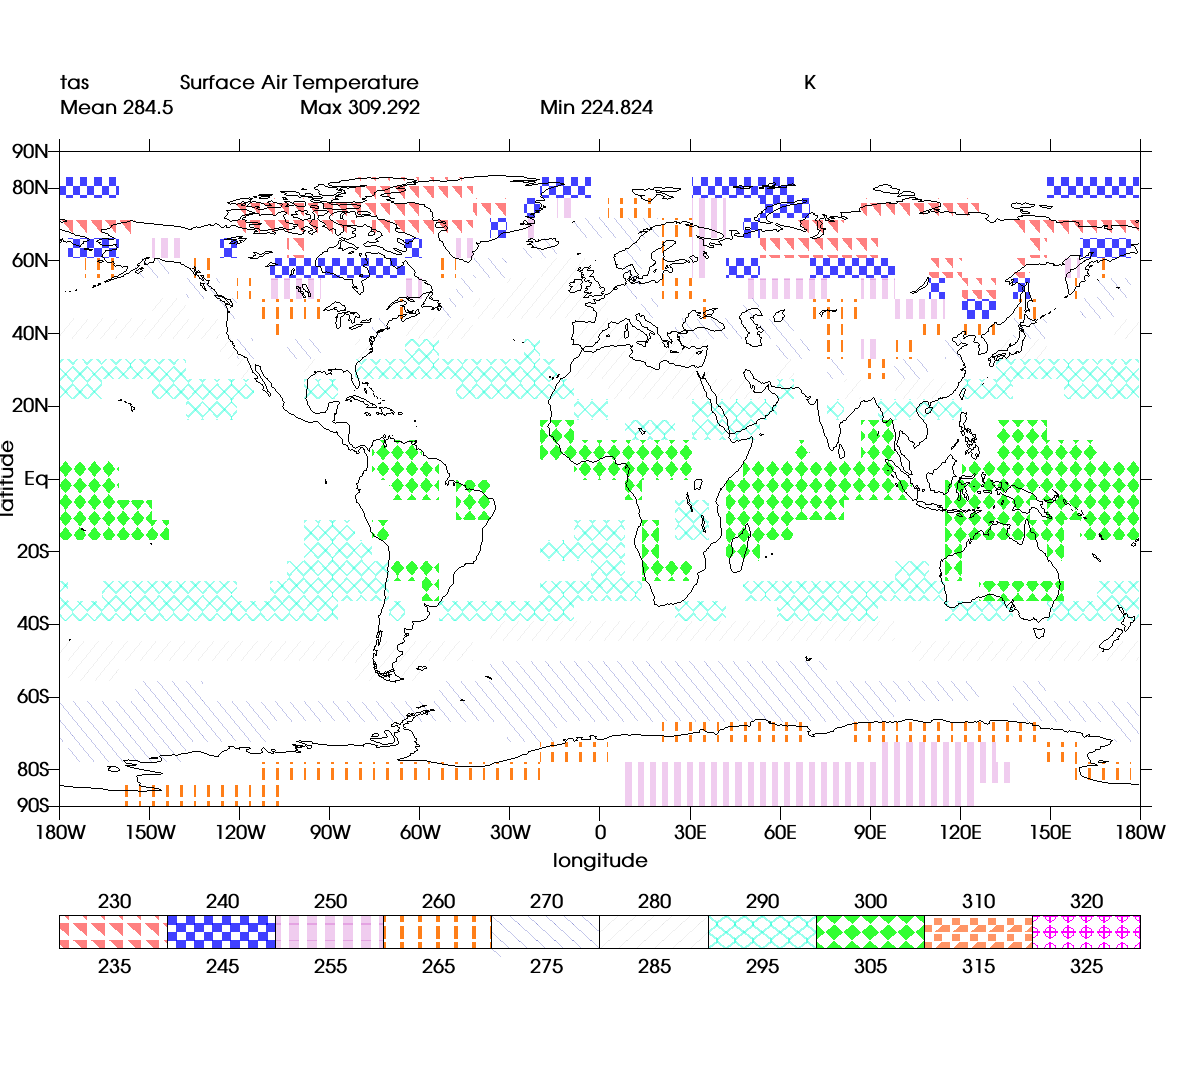 tas Surface Air Temperature K
Mean 284.5 Max 309.292 Min 224.824
90N
80N
60N
40N
20N
Eq
20S
40S
60S
80S
90S
latitude
180W 150W 120W 90W 60W 30W 0 30E 60E 90E 120E 150E 180W
longitude
230 240 250 260 270 280 290 300 310 320
235 245 255 265 275 285 295 305 315 325